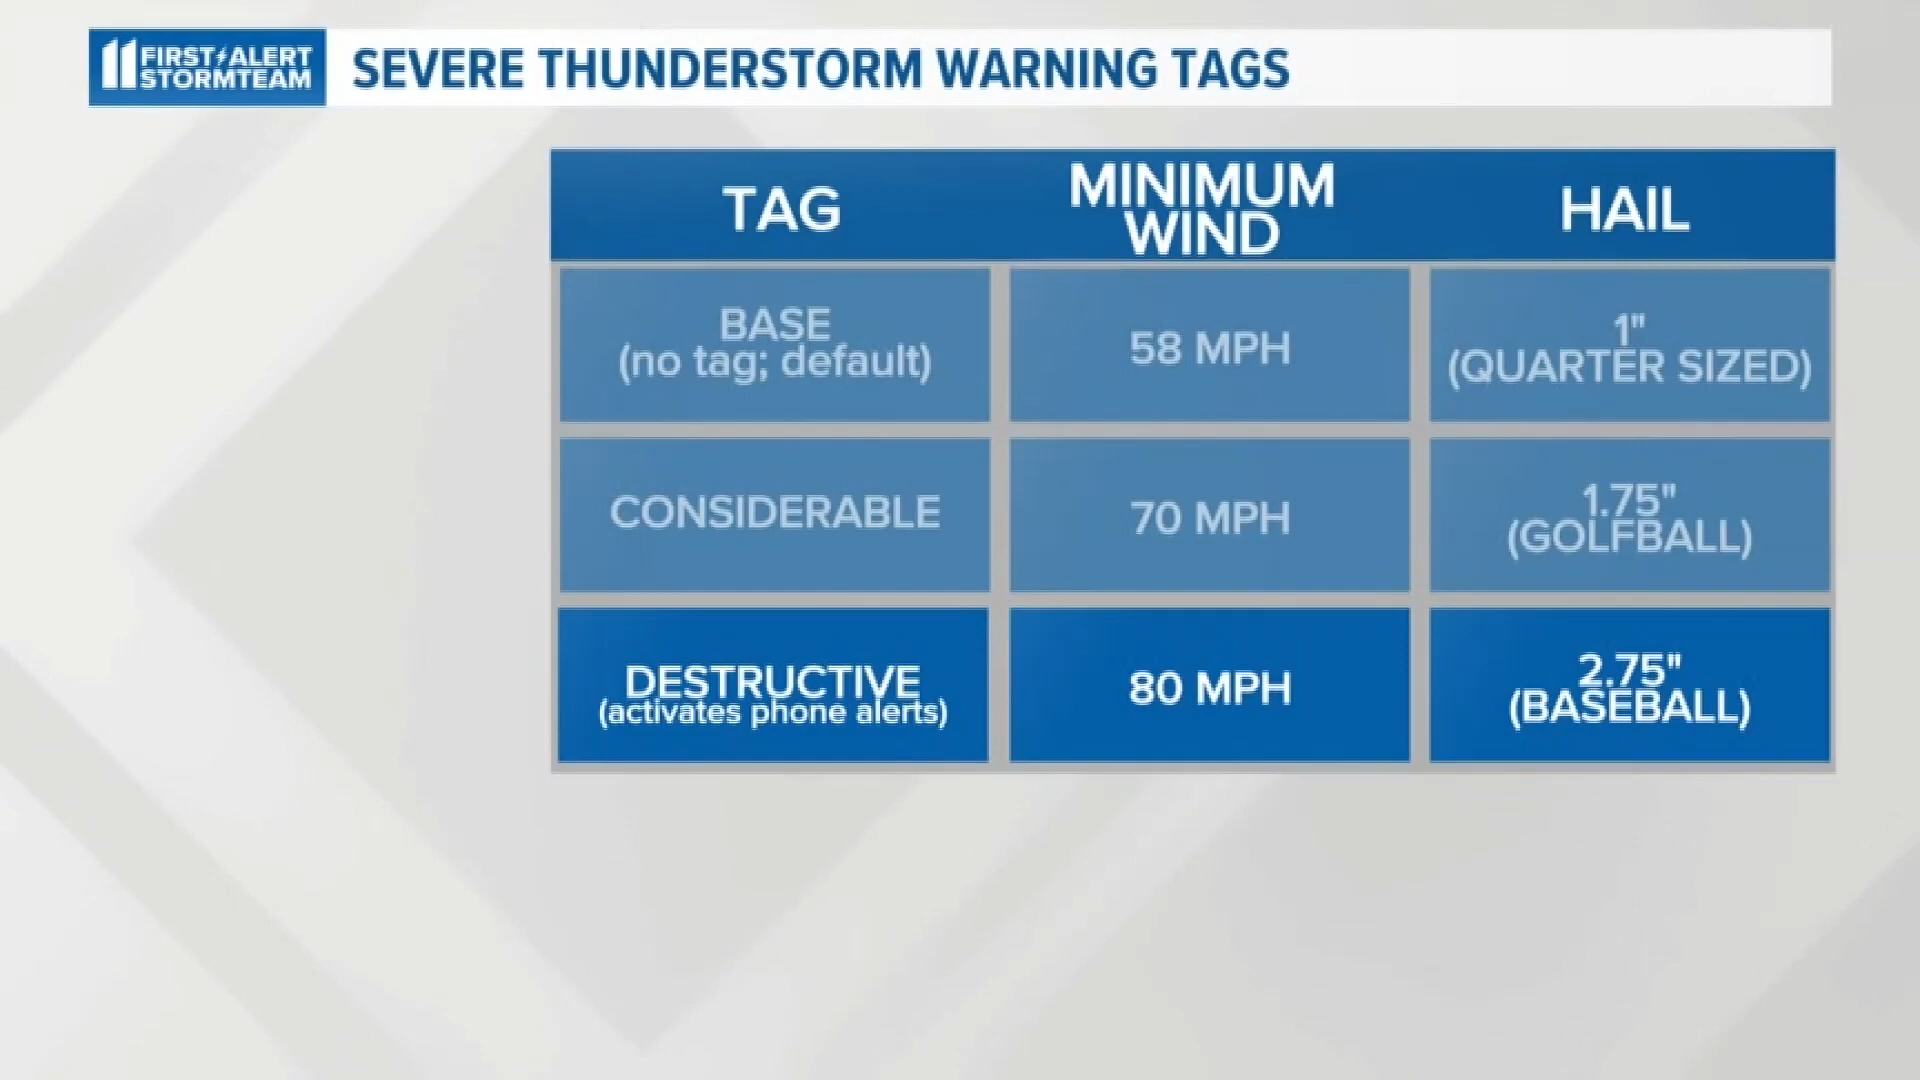 11 FIRST ALERT
STORMTEAM
SEVERE THUNDERSTORM WARNING TAGS
TAG
MINIMUM
WIND
HAIL
BASE
(no tag; default)
58 MPH
1"
(QUARTER SIZED)
CONSIDERABLE
70 MPH
1.75"
(GOLFBALL)
DESTRUCTIVE
(activates phone alerts)
80 MPH
2.75"
(BASEBALL)